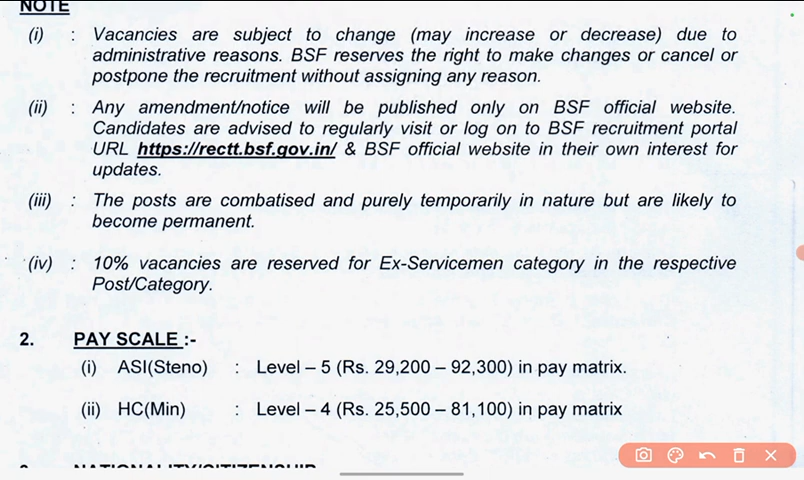 NOTE
(i) : Vacancies are subject to change (may increase or decrease) due to
administrative reasons. BSF reserves the right to make changes or cancel or
postpone the recruitment without assigning any reason.
(ii) : Any amendment/notice will be published only on BSF official website.
Candidates are advised to regularly visit or log on to BSF recruitment portal
URL https://rectt.bsf.gov.in/ & BSF official website in their own interest for
updates.
(iii) : The posts are combatised and purely temporarily in nature but are likely to
become permanent.
(iv) : 10% vacancies are reserved for Ex-Servicemen category in the respective
Post/Category.
2. PAY SCALE :-
(i) ASI(Steno) : Level – 5 (Rs. 29,200 – 92,300) in pay matrix.
(ii) HC(Min) : Level – 4 (Rs. 25,500 – 81,100) in pay matrix